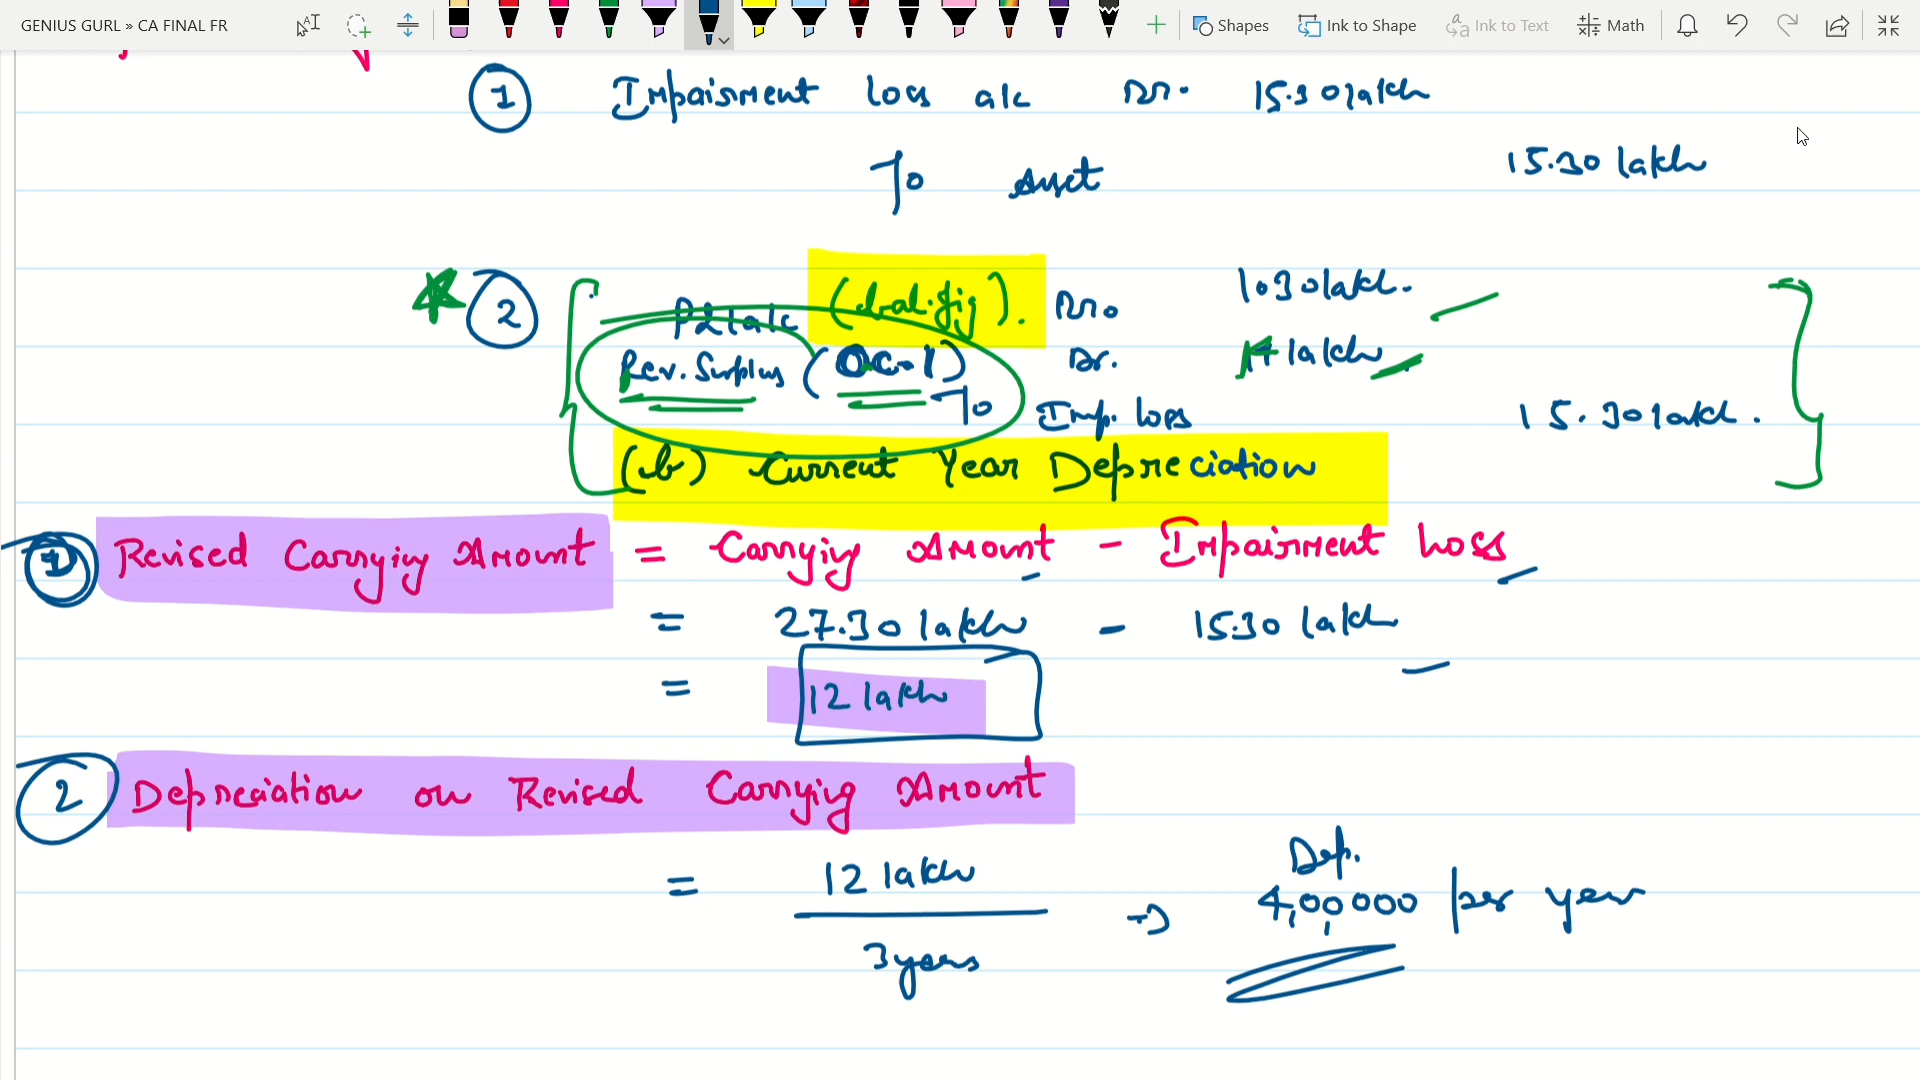 GENIUS GURL » CA FINAL FR Shapes Ink to Shape Ink to Text Math
1 Impairment loss a/c Dr. 15.30 lakh
To Asset 15.30 lakh
2 P&L a/c (bal. fig). Dr. 1.30 lakh.
Rev. Surplus (OCI) Dr. 14 lakh
To Imp. loss 15.30 lakh.
(b) Current Year Depreciation
1 Revised Carrying Amount = Carrying Amount - Impairment Loss
= 27.30 lakh - 15.30 lakh
= 12 lakh
2 Depreciation on Revised Carrying Amount
= 12 lakh
3 years
⇒ Dep.
4,00,000 per year